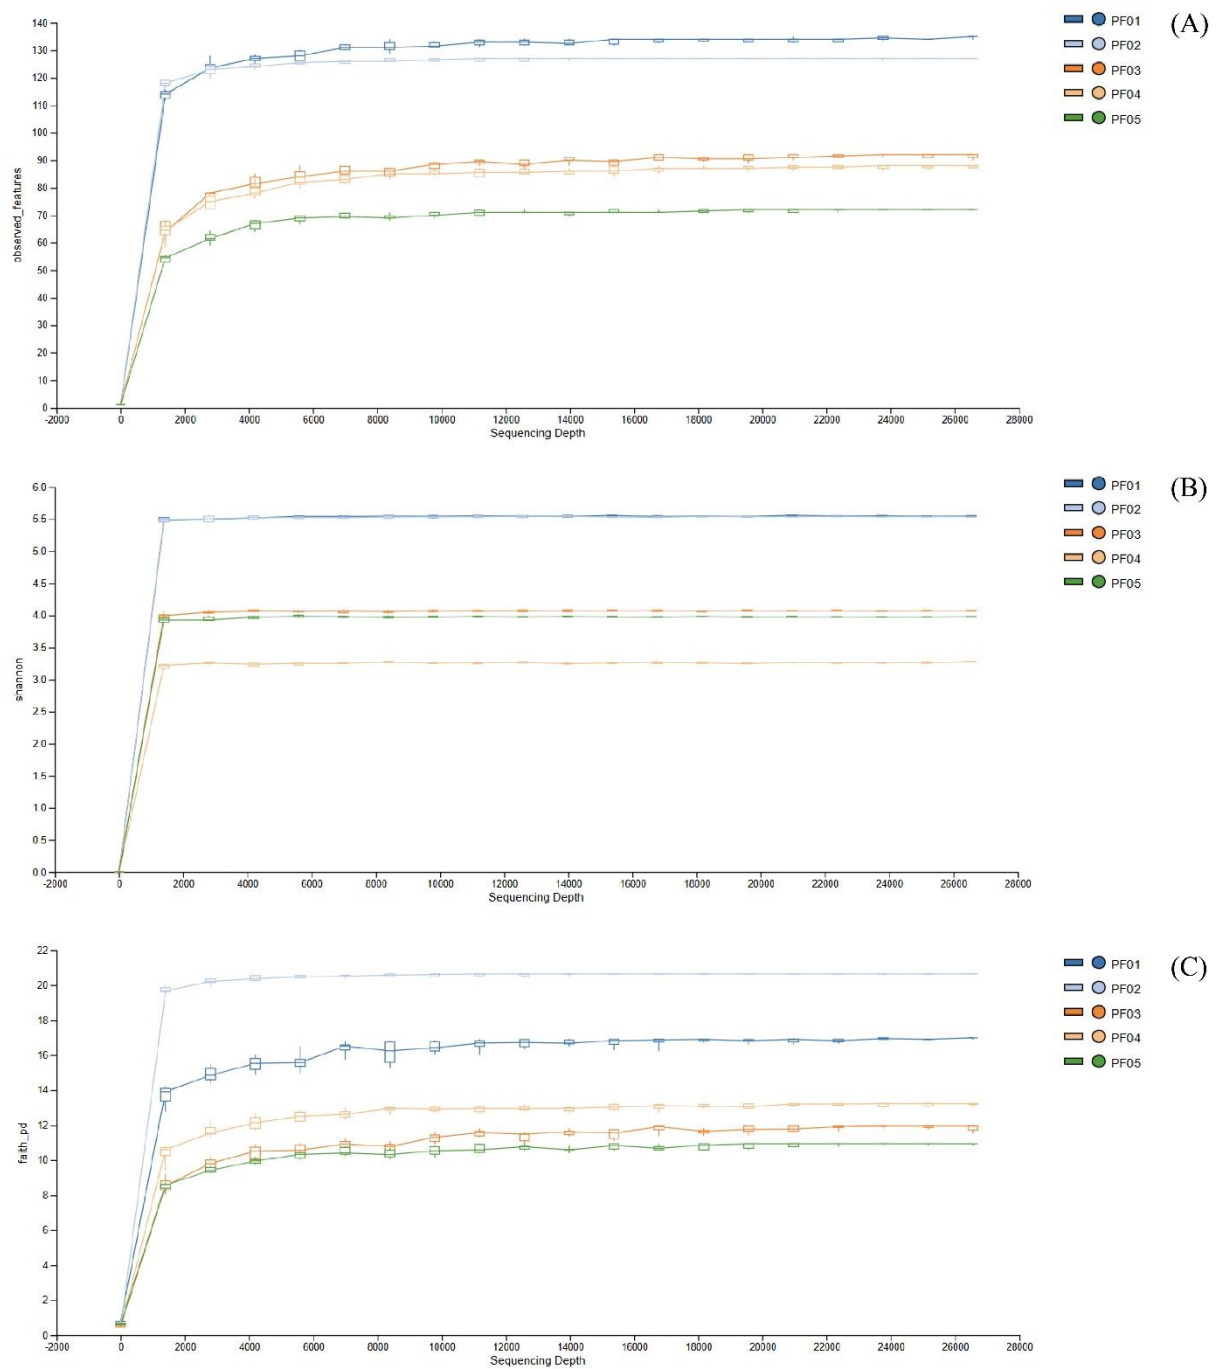 (A)
PF01
PF02
PF03
PF04
PF05
140
130
120
110
100
90
80
70
60
50
40
30
20
10
0
observed_features
-2000 0 2000 4000 6000 8000 10000 12000 14000 16000 18000 20000 22000 24000 26000 28000
Sequencing Depth
(B)
PF01
PF02
PF03
PF04
PF05
6.0
5.5
5.0
4.5
4.0
3.5
3.0
2.5
2.0
1.5
1.0
0.5
0.0
shannon
-2000 0 2000 4000 6000 8000 10000 12000 14000 16000 18000 20000 22000 24000 26000 28000
Sequencing Depth
(C)
PF01
PF02
PF03
PF04
PF05
22
20
18
16
14
12
10
8
6
4
2
0
faith_pd
-2000 0 2000 4000 6000 8000 10000 12000 14000 16000 18000 20000 22000 24000 26000 28000
Sequencing Depth